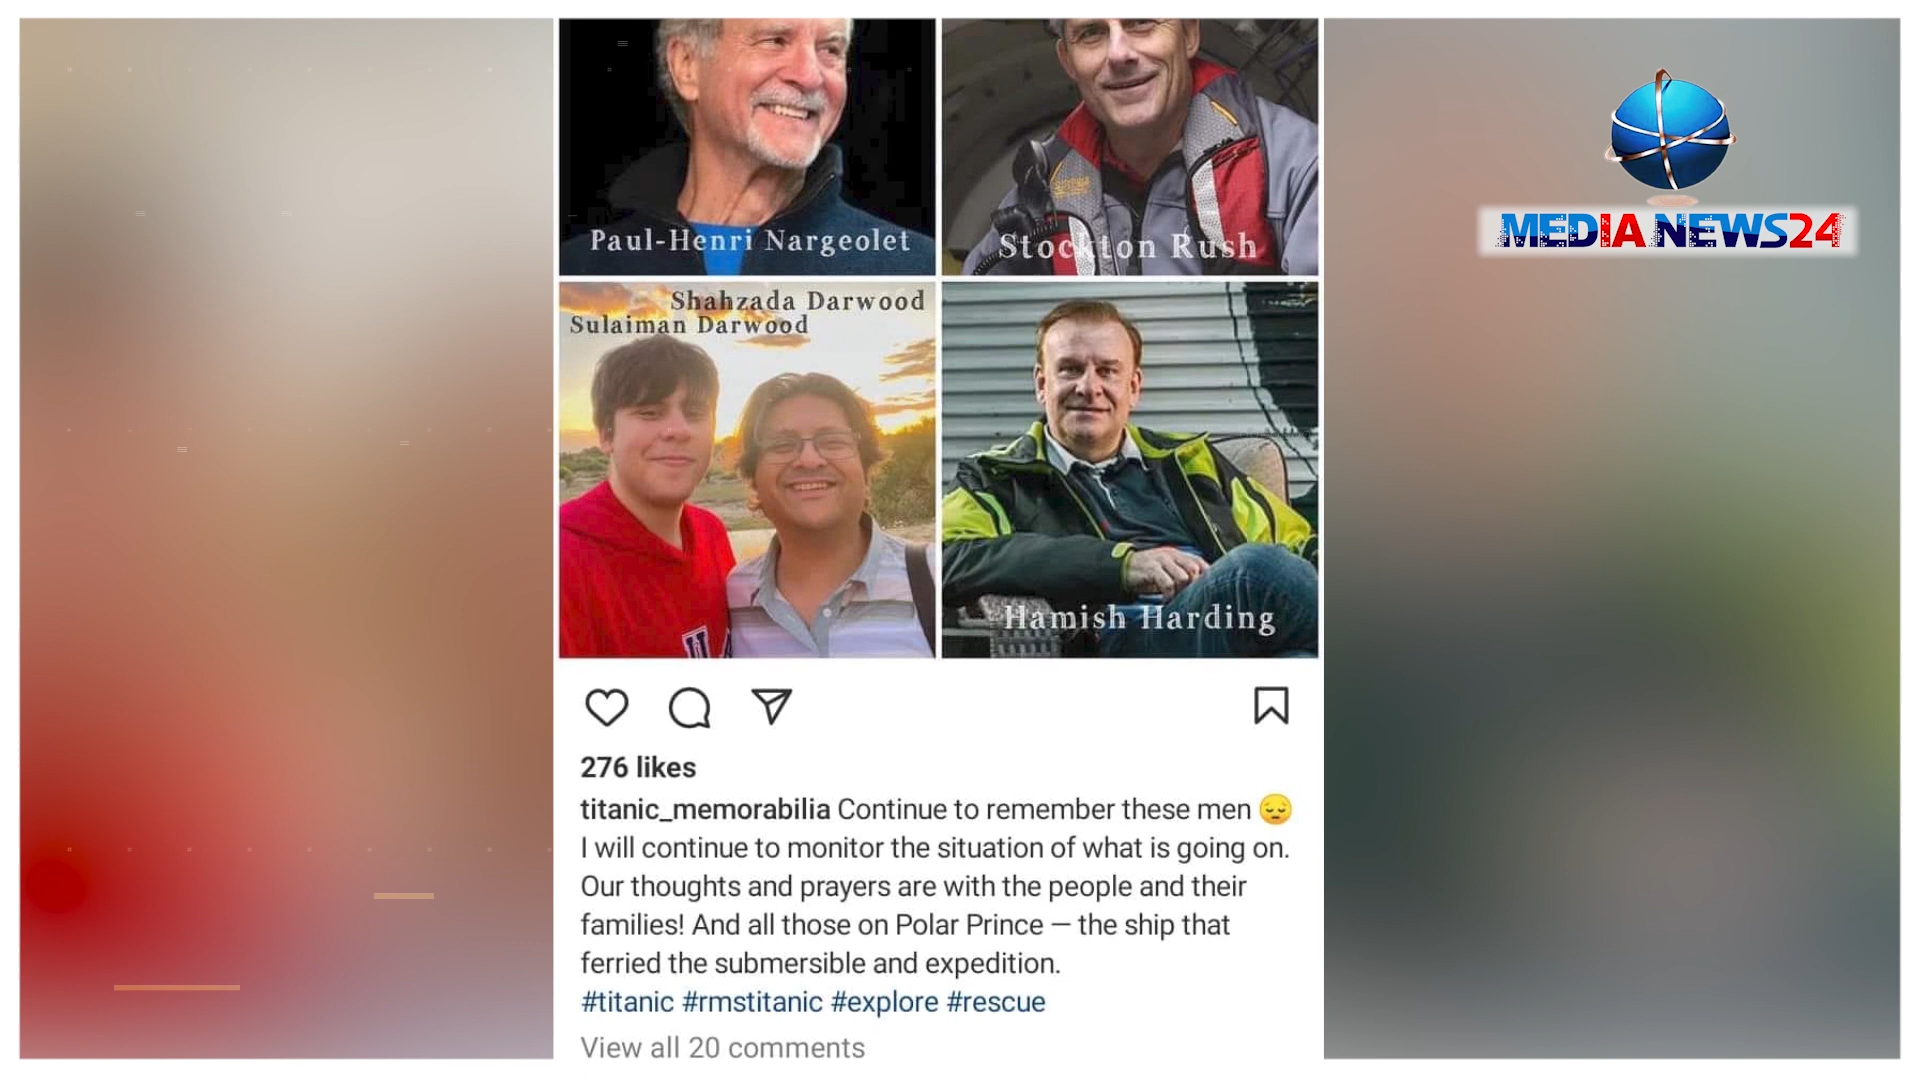 Paul-Henri Nargeolet
Stockton Rush
MEDIA NEWS24
Shahzada Darwood
Sulaiman Darwood
Hamish Harding
276 likes
titanic_memorabilia Continue to remember these men 😔
I will continue to monitor the situation of what is going on.
Our thoughts and prayers are with the people and their
families! And all those on Polar Prince — the ship that
ferried the submersible and expedition.
#titanic #rmstitanic #explore #rescue
View all 20 comments